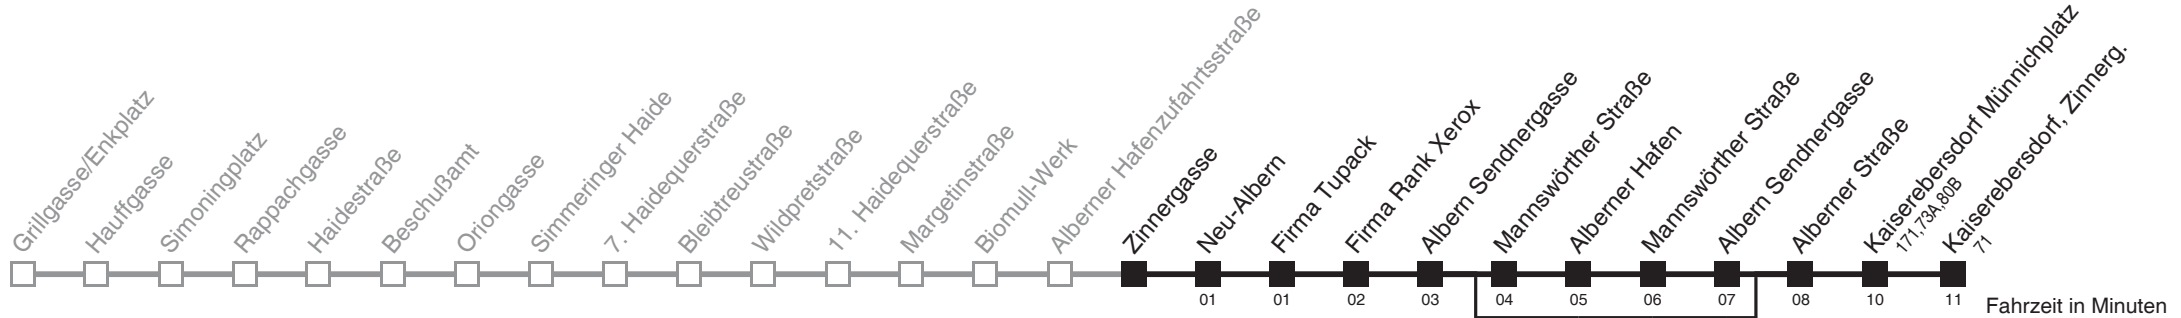 Grillgasse/Enkplatz
Hauffgasse
Simoningplatz
Rappachgasse
Haidestraße
Beschußamt
Oriongasse
Simmeringer Haide
7. Haidequerstraße
Bleibtreustraße
Wildpretstraße
11. Haidequerstraße
Margetinstraße
Biomull-Werk
Alberner Hafenzufahrtsstraße
Zinnergasse
Neu-Albern
Firma Tupack
Firma Rank Xerox
Albern Sendnergasse
Mannswörther Straße
Alberner Hafen
Mannswörther Straße
Albern Sendnergasse
Alberner Straße
Kaiserebersdorf Münnichplatz
171,73A,80B
Kaiserebersdorf, Zinnerg.
71
01 01 02 03 04 05 06 07 08 10 11 Fahrzeit in Minuten